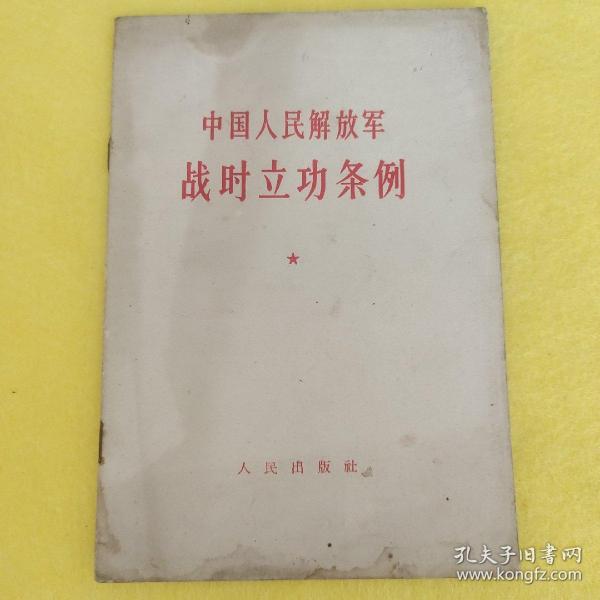 中国人民解放军
战时立功条例
★
人民出版社
孔夫子旧书网
www.kongfz.com